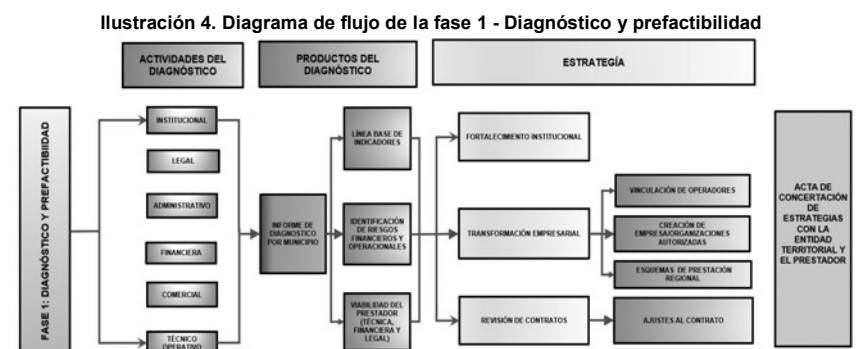 Ilustración 4. Diagrama de flujo de la fase 1 - Diagnóstico y prefactibilidad
ACTIVIDADES DEL
DIAGNÓSTICO
PRODUCTOS DEL
DIAGNÓSTICO
ESTRATEGÍA
FASE 1: DIAGNÓSTICO Y PREFACTIBIIDAD
INSTITUCIONAL
LEGAL
ADMINISTRATIVO
FINANCIERA
COMERCIAL
TÉCNICO
OPERATIVO
INFORME DE
DIAGNOSTICO
POR MUNICIPIO
LÍNEA BASE DE
INDICADORES
IDENTIFICACIÓN
DE RIESGOS
FINANCIEROS Y
OPERACIONALES
VIABILIDAD DEL
PRESTADOR
(TÉCNICA,
FINANCIERA Y
LEGAL)
FORTALECIMIENTO INSTITUCIONAL
TRANSFORMACIÓN EMPRESARIAL
REVISIÓN DE CONTRATOS
VINCULACIÓN DE OPERADORES
CREACIÓN DE
EMPRESA/ORGANIZACIONES
AUTORIZADAS
ESQUEMAS DE PRESTACIÓN
REGIONAL
AJUSTES AL CONTRATO
ACTA DE
CONCERTACIÓN
DE
ESTRATEGIAS
CON LA
ENTIDAD
TERRITORIAL Y
EL PRESTADOR